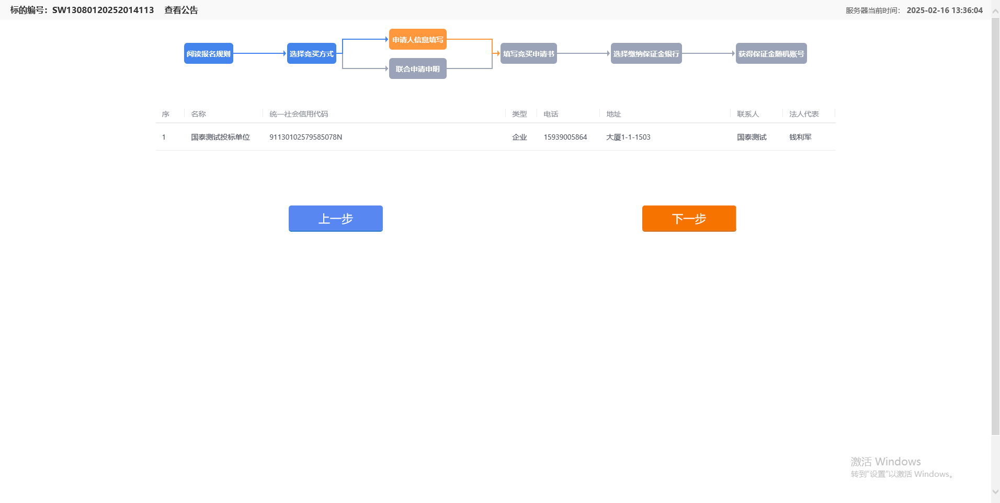 标的编号：SW13080120252014113 查看公告 服务器当前时间： 2025-02-16 13:36:04
申请人信息填写
阅读报名规则 选择竞买方式 填写竞买申请书 选择缴纳保证金银行 获得保证金随机账号
联合申请申明
序 名称 统一社会信用代码 类型 电话 地址 联系人 法人代表
1 国泰测试投标单位 91130102579585078N 企业 15939005864 大厦1-1-1503 国泰测试 钱利军
上一步 下一步
激活 Windows
转到“设置”以激活 Windows。